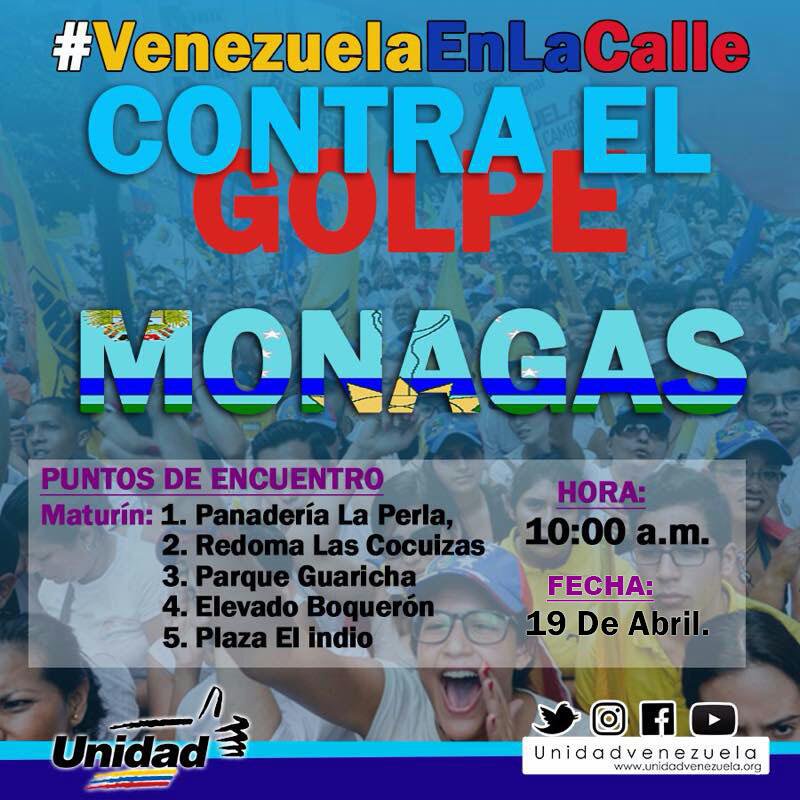 #VenezuelaEnLaCalle
CONTRA EL
GOLPE
MONAGAS
PUNTOS DE ENCUENTRO
Maturín: 1. Panadería La Perla,
2. Redoma Las Cocuizas
3. Parque Guaricha
4. Elevado Boquerón
5. Plaza El indio
HORA:
10:00 a.m.
FECHA:
19 De Abril.
Unidad
Unidadvenezuela
www.unidadvenezuela.org